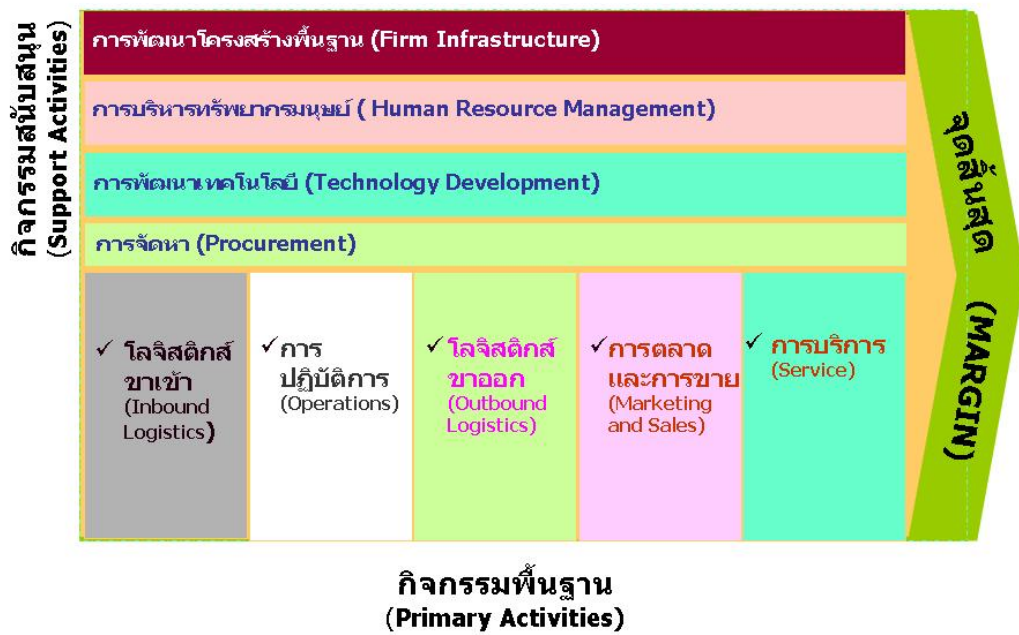 กิจกรรมสนับสนุน
(Support Activities)
การพัฒนาโครงสร้างพื้นฐาน (Firm Infrastructure)
การบริหารทรัพยากรมนุษย์ ( Human Resource Management)
การพัฒนาเทคโนโลยี (Technology Development)
การจัดหา (Procurement)
✓ โลจิสติกส์
ขาเข้า
(Inbound
Logistics)
✓ การ
ปฏิบัติการ
(Operations)
✓ โลจิสติกส์
ขาออก
(Outbound
Logistics)
✓ การตลาด
และการขาย
(Marketing
and Sales)
✓ การบริการ
(Service)
จุดสิ้นสุด (MARGIN)
กิจกรรมพื้นฐาน
(Primary Activities)